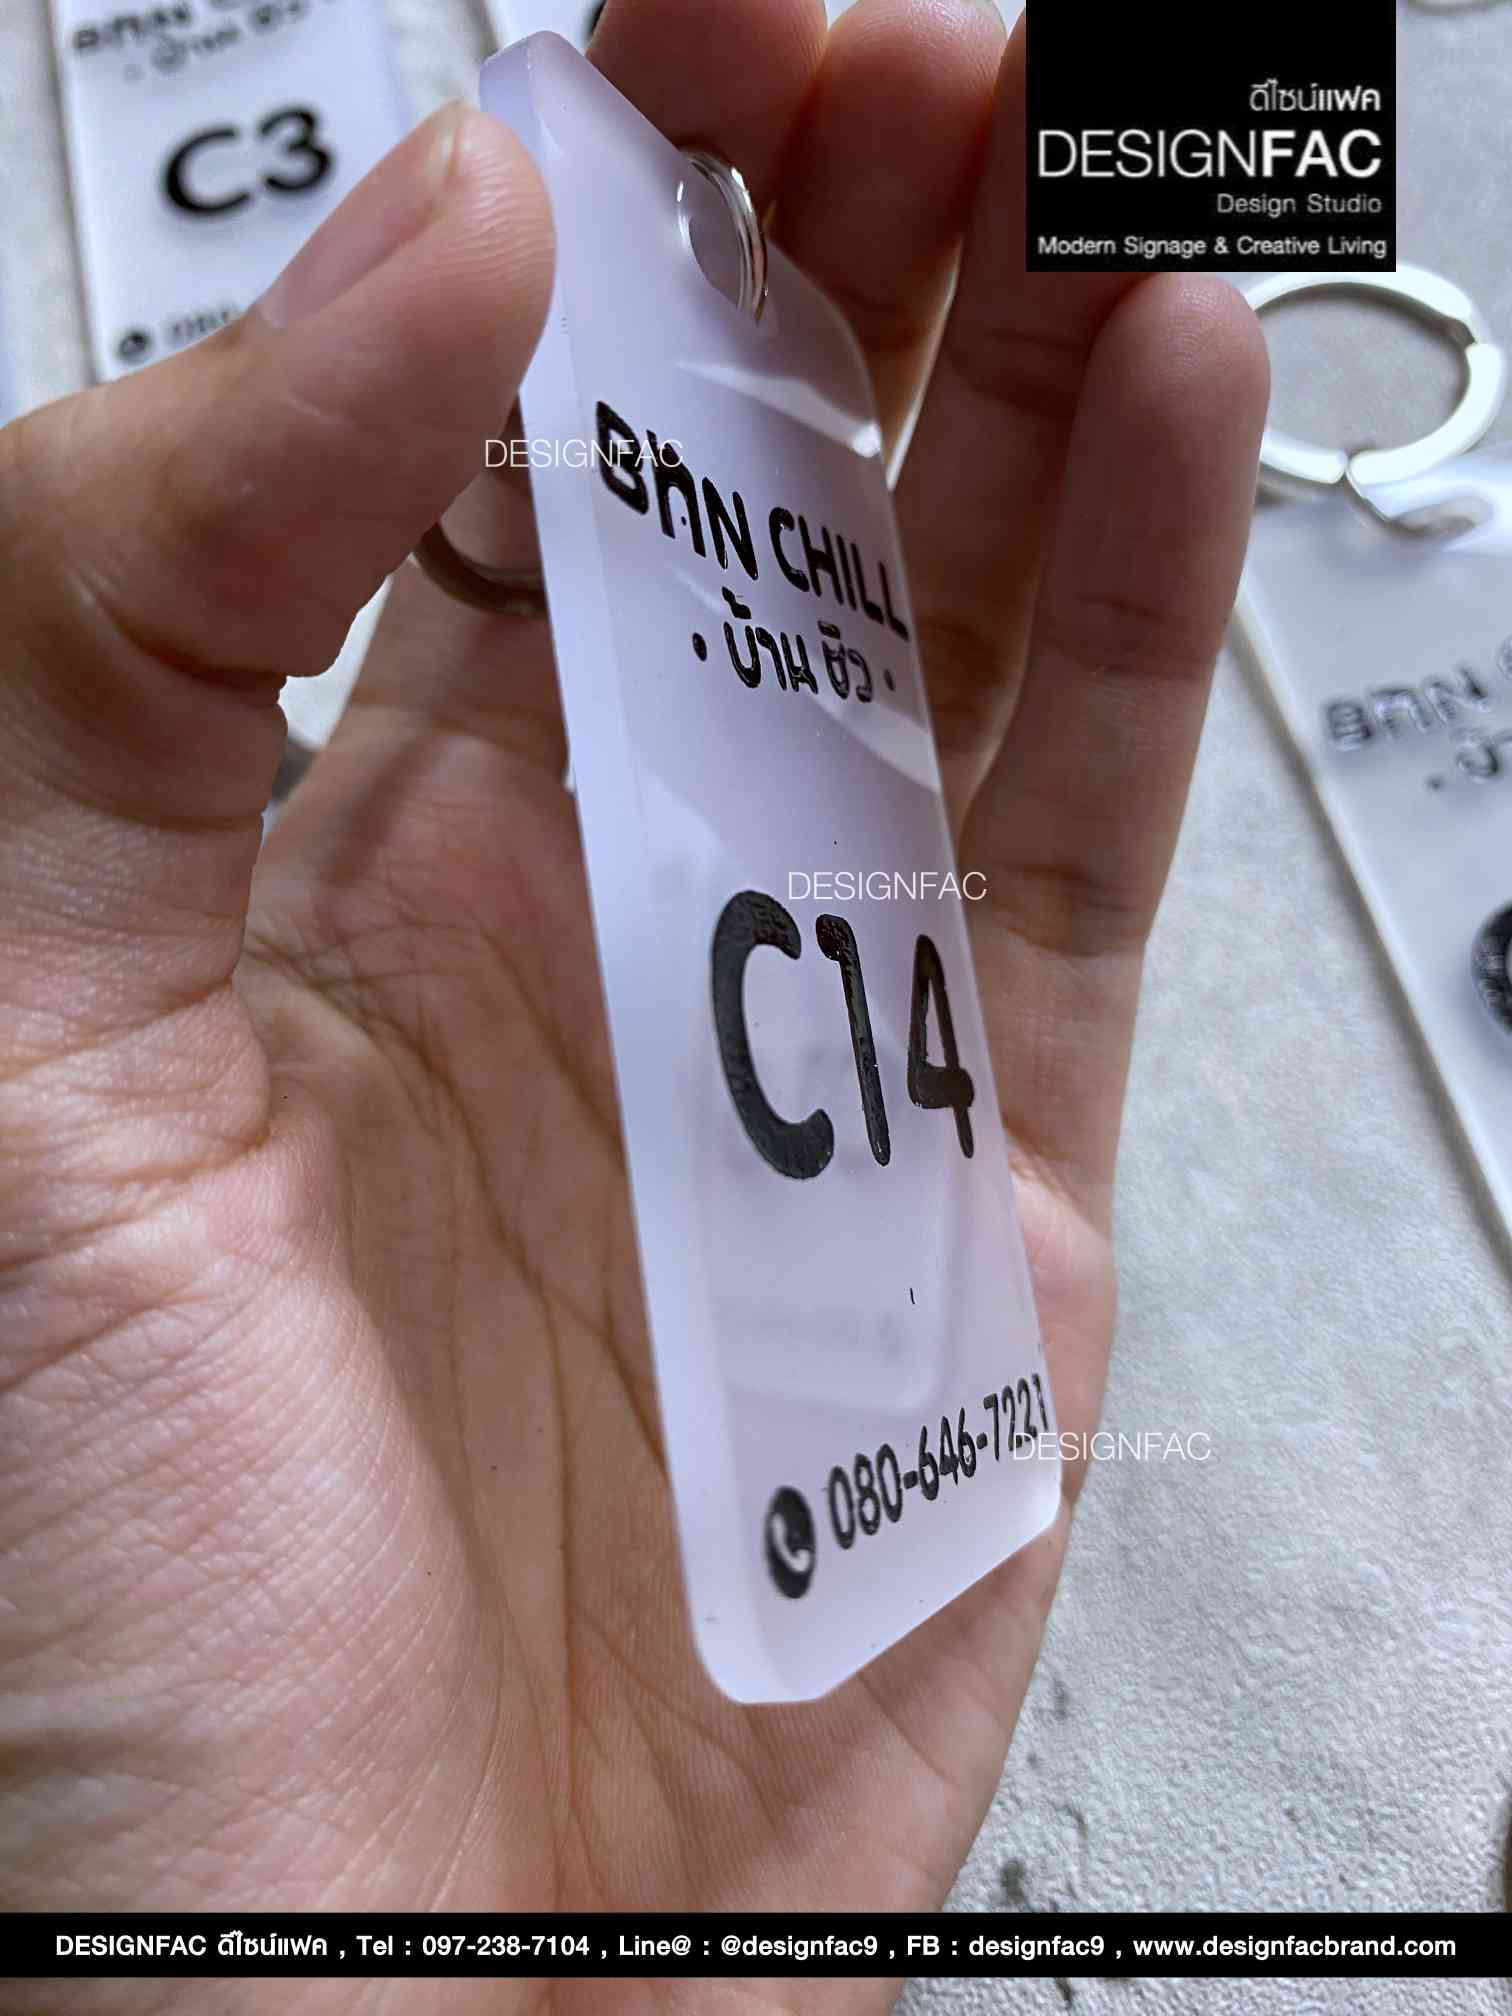 ดีไซน์แฟค
DESIGNFAC
Design Studio
Modern Signage & Creative Living
C3
080-
DESIGNFAC
BAN CHILL
• บ้าน ชิว •
BAN
DESIGNFAC
C14
080-646-7221
DESIGNFAC
DESIGNFAC ดีไซน์แฟค , Tel : 097-238-7104 , Line@ : @designfac9 , FB : designfac9 , www.designfacbrand.com